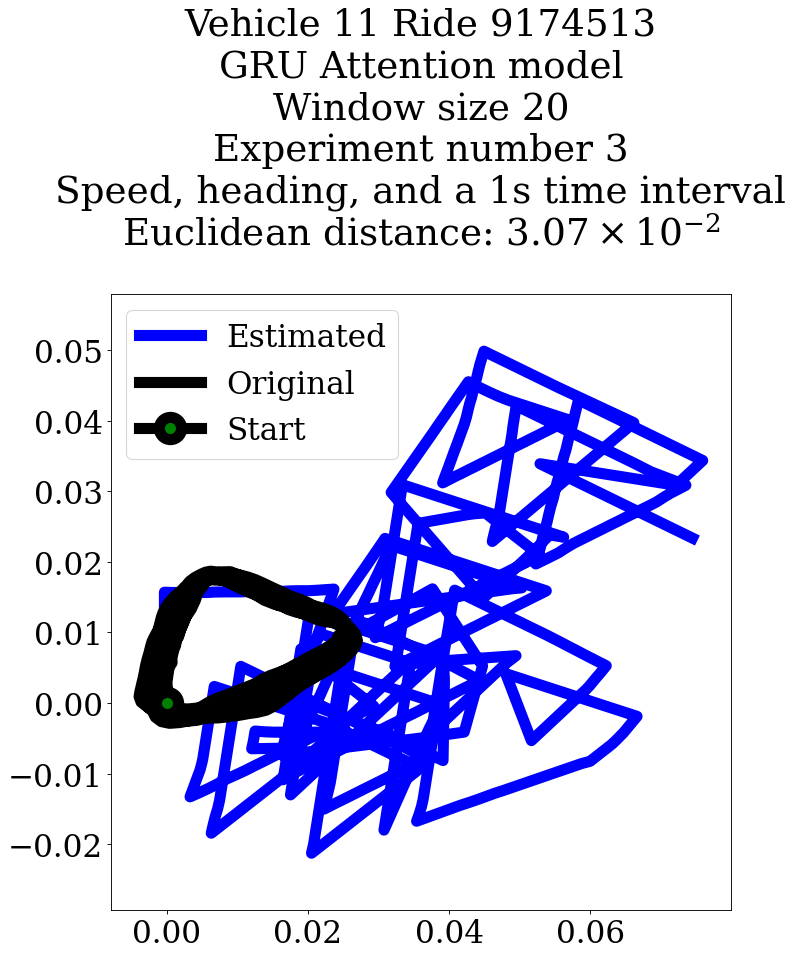 Vehicle 11 Ride 9174513
GRU Attention model
Window size 20
Experiment number 3
Speed, heading, and a 1s time interval
Euclidean distance: 3.07 × 10⁻²
Estimated
Original
Start
0.05
0.04
0.03
0.02
0.01
0.00
−0.01
−0.02
0.00 0.02 0.04 0.06